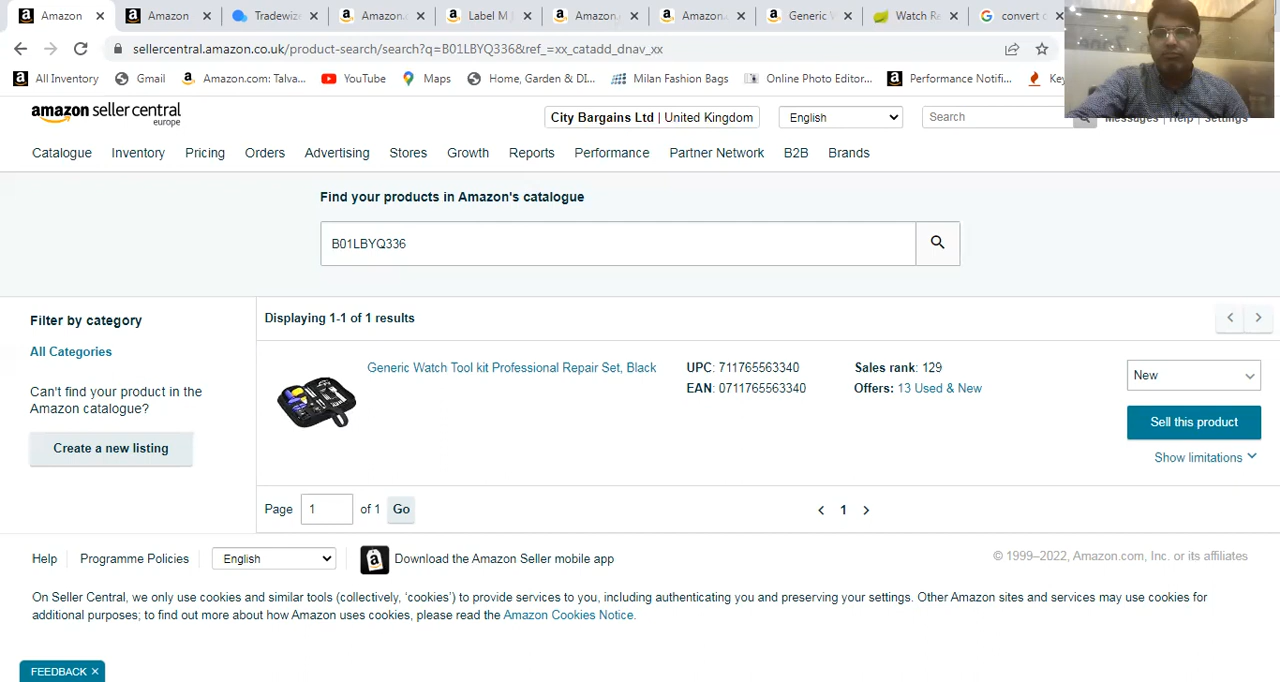 Amazon
Amazon
Tradewiz
Amazon.
Label M
Amazon.
Amazon.
Generic
Watch R
convert
sellercentral.amazon.co.uk/product-search/search?q=B01LBYQ336&ref_=xx_catadd_dnav_xx
All Inventory
Gmail
Amazon.com: Talva...
YouTube
Maps
Home, Garden & DI...
Milan Fashion Bags
Online Photo Editor...
Performance Notifi...
Key
amazon seller central
europe
City Bargains Ltd | United Kingdom
English
Search
Messages | Help | Settings
Catalogue
Inventory
Pricing
Orders
Advertising
Stores
Growth
Reports
Performance
Partner Network
B2B
Brands
Find your products in Amazon's catalogue
B01LBYQ336
Filter by category
All Categories
Can't find your product in the
Amazon catalogue?
Create a new listing
Displaying 1-1 of 1 results
Generic Watch Tool kit Professional Repair Set, Black
UPC: 711765563340
EAN: 0711765563340
Sales rank: 129
Offers: 13 Used & New
New
Sell this product
Show limitations
Page 1 of 1 Go
1
Help
Programme Policies
English
Download the Amazon Seller mobile app
© 1999–2022, Amazon.com, Inc. or its affiliates
On Seller Central, we only use cookies and similar tools (collectively, 'cookies') to provide services to you, including authenticating you and preserving your settings. Other Amazon sites and services may use cookies for
additional purposes; to find out more about how Amazon uses cookies, please read the Amazon Cookies Notice.
FEEDBACK ×